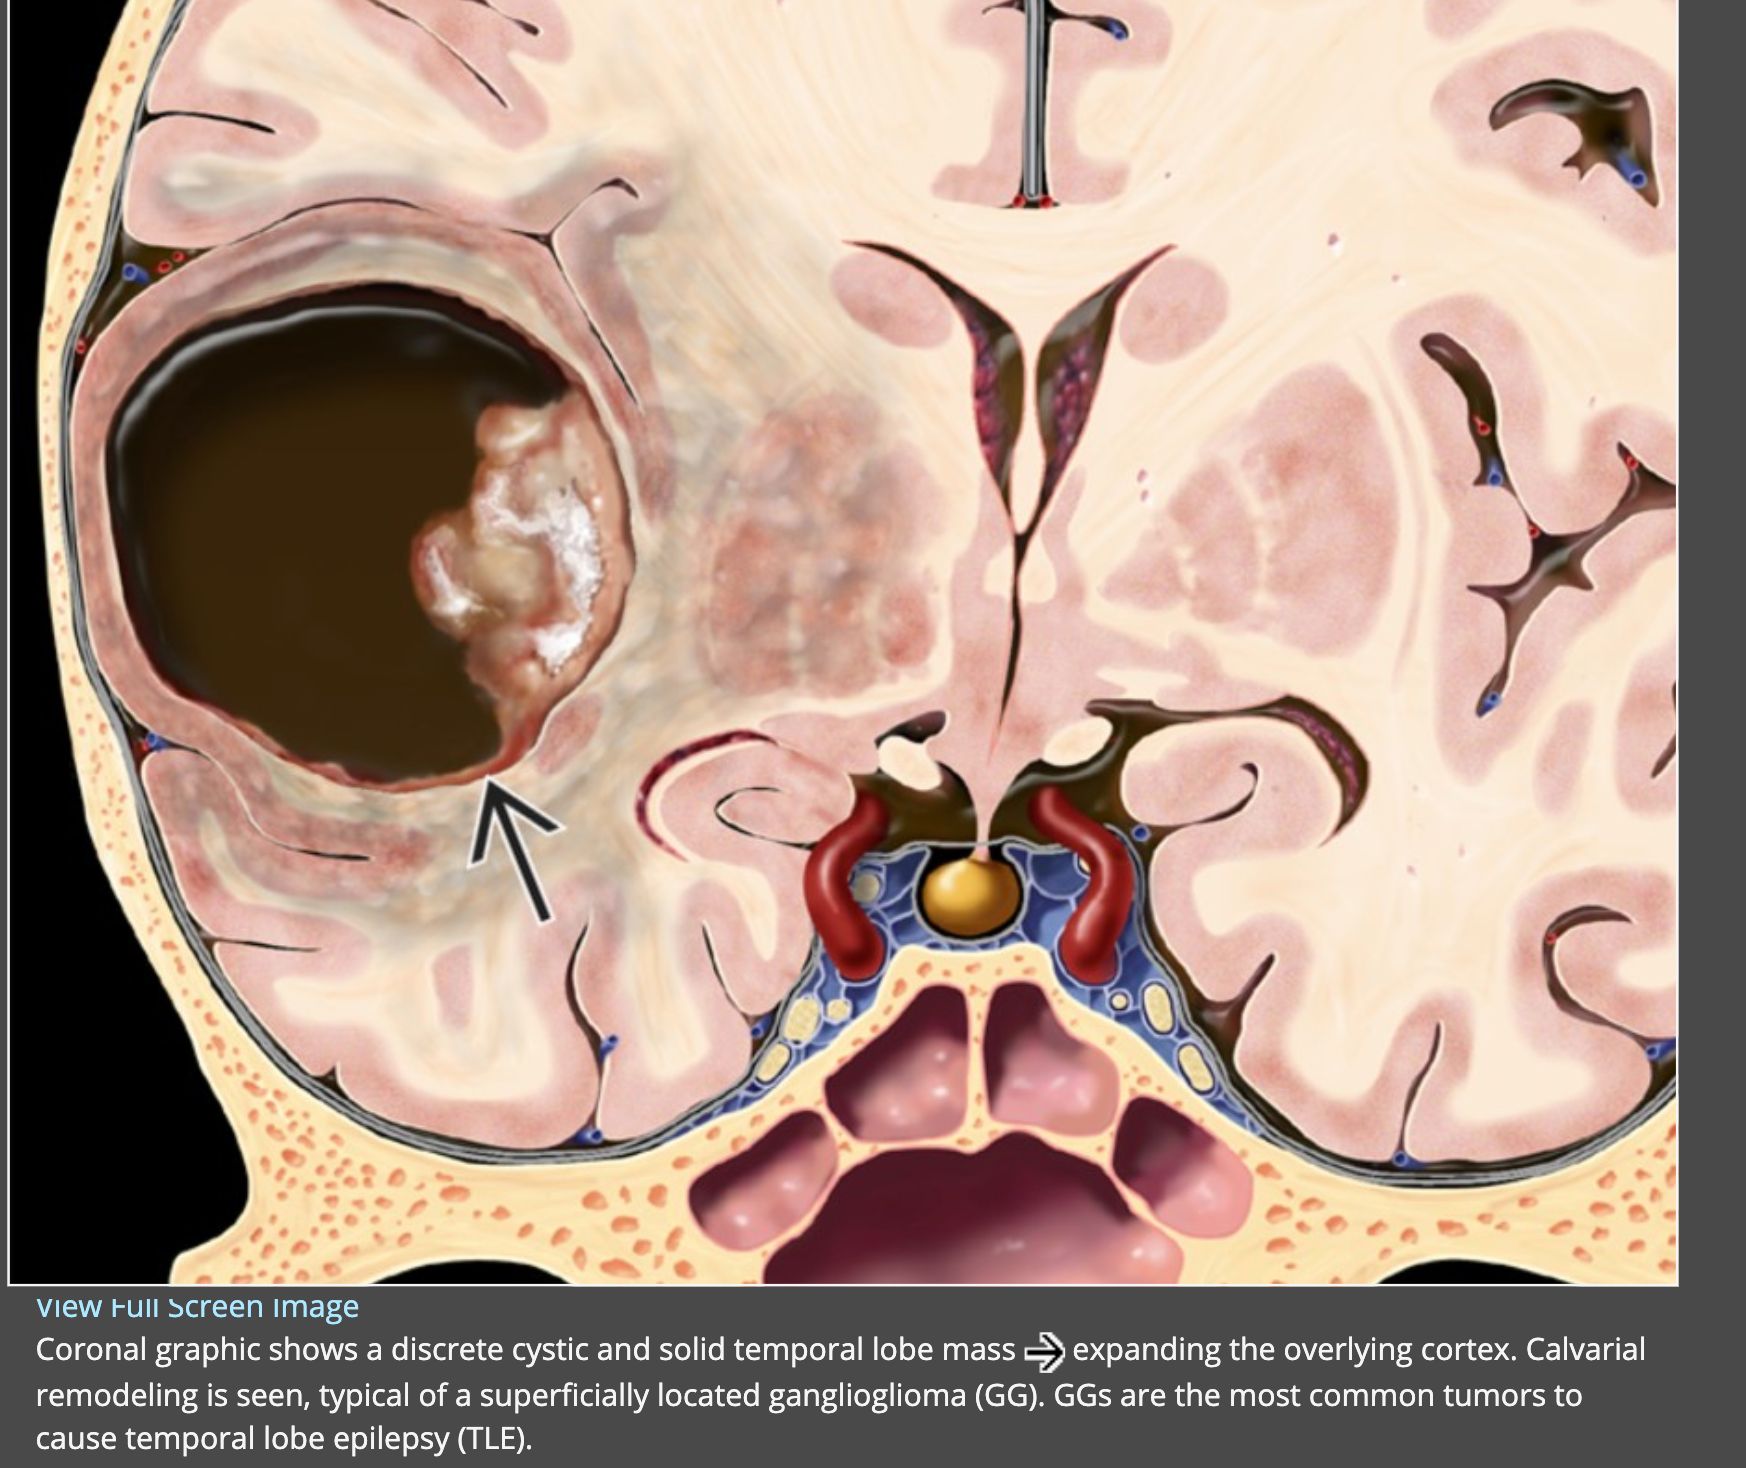 View Full Screen Image
Coronal graphic shows a discrete cystic and solid temporal lobe mass expanding the overlying cortex. Calvarial
remodeling is seen, typical of a superficially located ganglioglioma (GG). GGs are the most common tumors to
cause temporal lobe epilepsy (TLE).